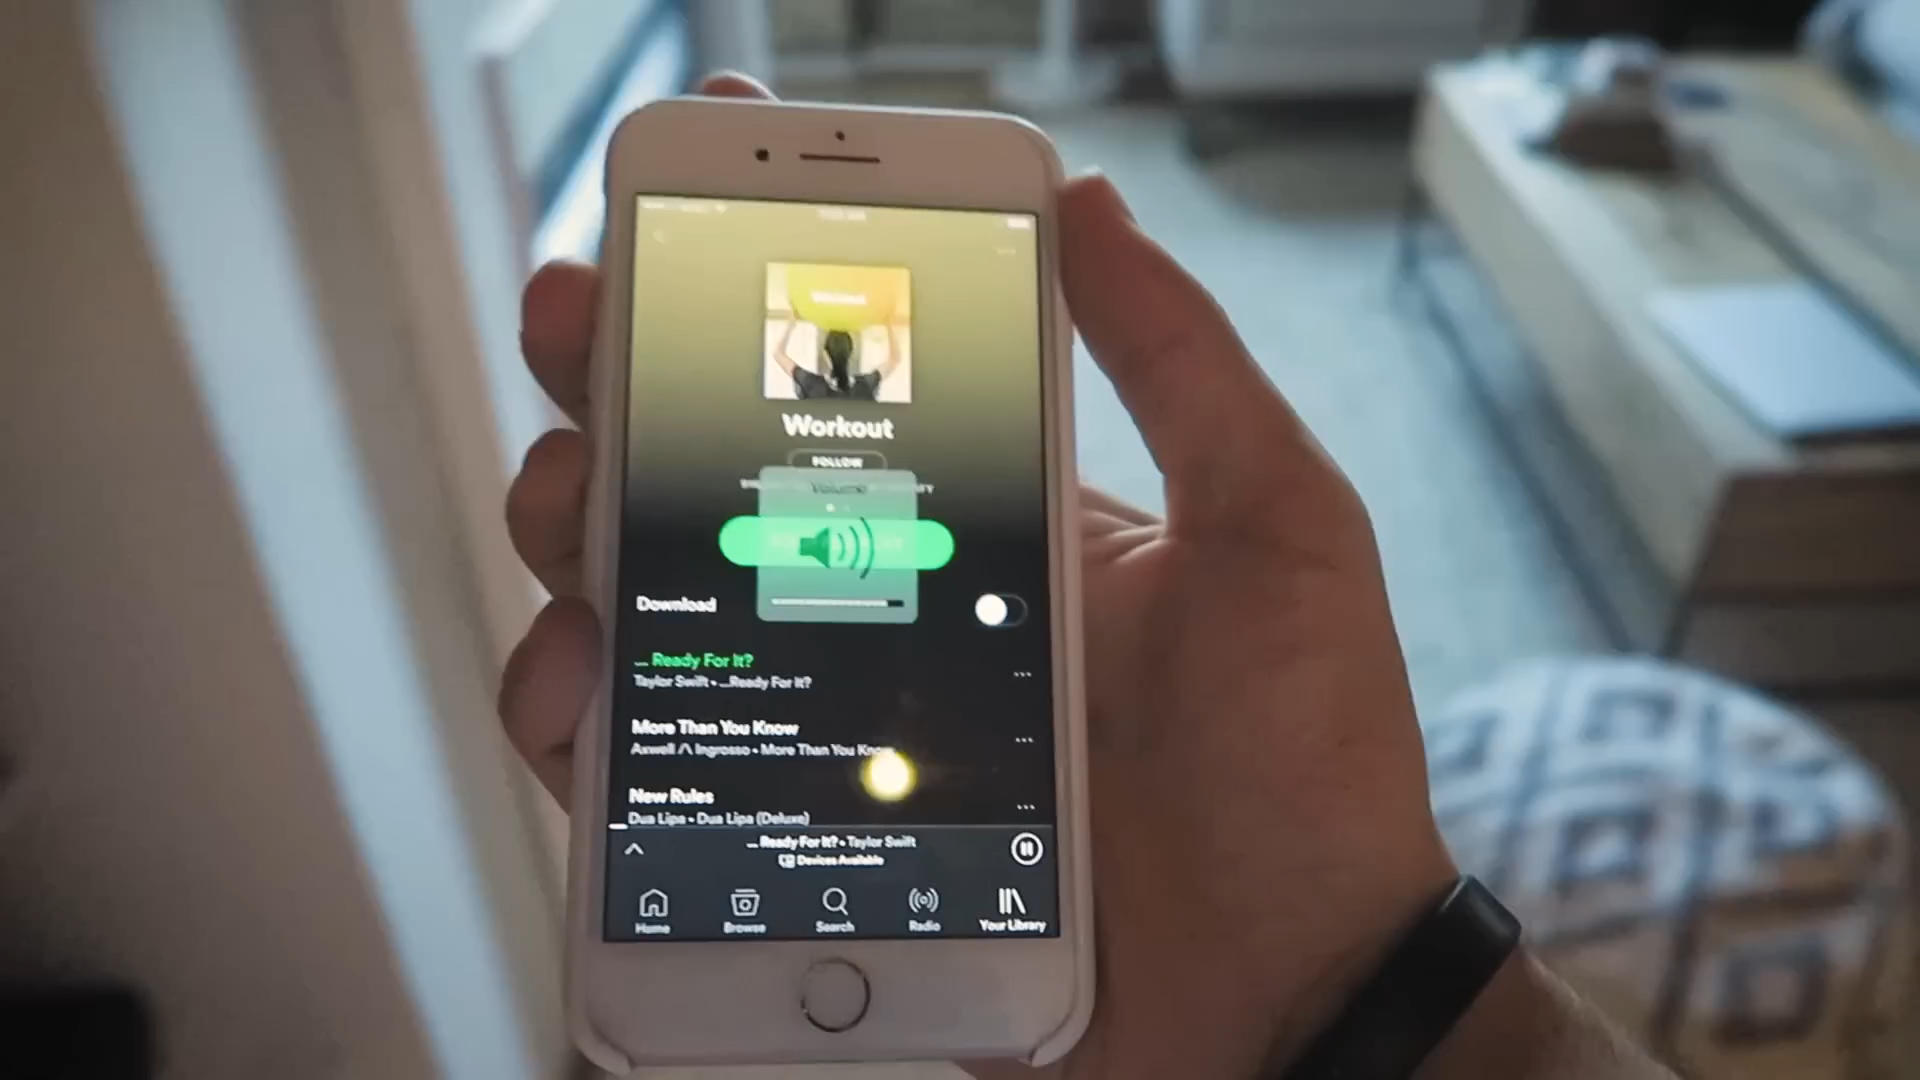 Workout
FOLLOW
Volume
Download
... Ready For It?
Taylor Swift • ...Ready For It?
More Than You Know
Axwell Λ Ingrosso • More Than You Know
New Rules
Dua Lipa • Dua Lipa (Deluxe)
... Ready For It? • Taylor Swift
Devices Available
Home
Browse
Search
Radio
Your Library